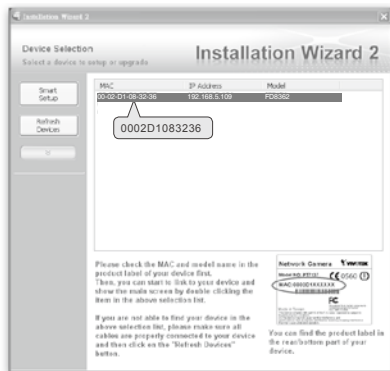 Installation Wizard 2
Device Selection
Select a device to setup or upgrade
Installation Wizard 2
Smart
Setup
Refresh
Devices
MAC IP Address Model
00-02-D1-08-32-36 192.168.5.109 FD8362
0002D1083236
Please check the MAC and model name in the
product label of your device first.
Then, you can start to link to your device and
show the main screen by double clicking the
item in the above selection list.
If you are not able to find your device in the
above selection list, please make sure all
cables are properly connected to your device
and then click on the "Refresh Devices"
button.
Network Camera VIVOTEK
0560
FC
You can find the product label in
the rear/bottom part of your
device.